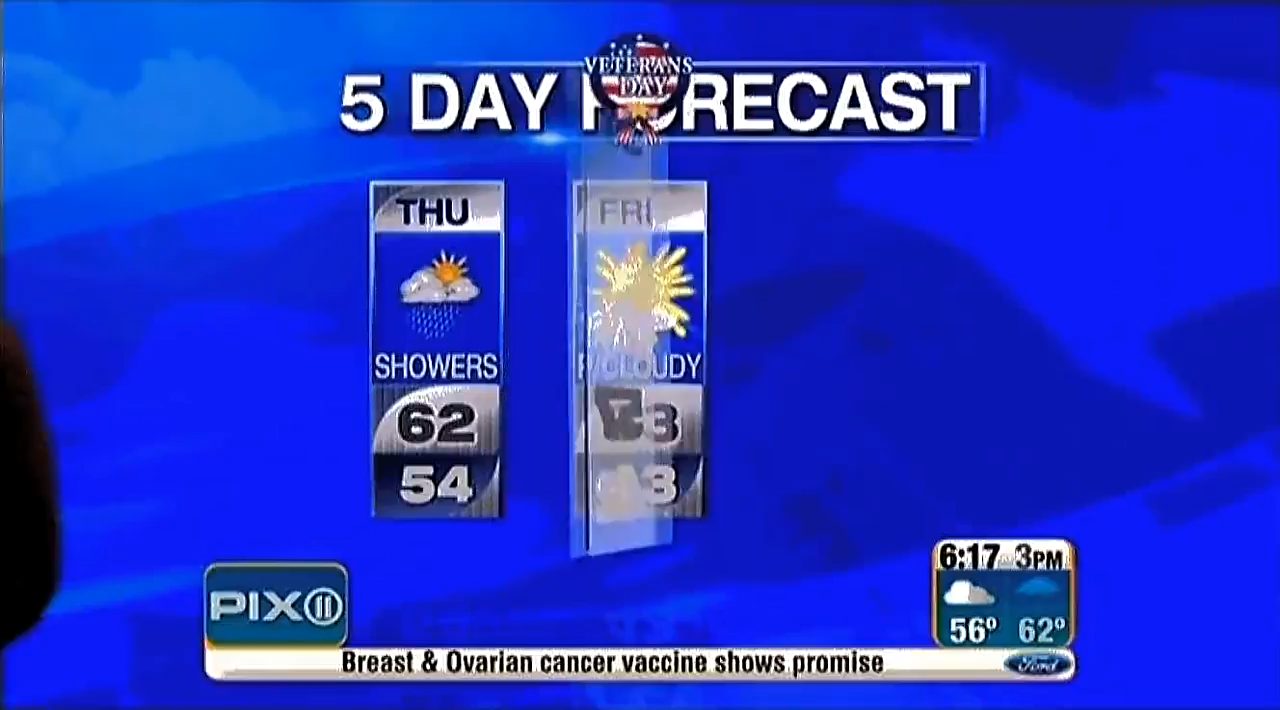 VETERANS
DAY
5 DAY FORECAST
THU
FRI
SHOWERS
P/CLOUDY
62
54
6:17 3PM
PIX11
56° 62°
Breast & Ovarian cancer vaccine shows promise
Ford